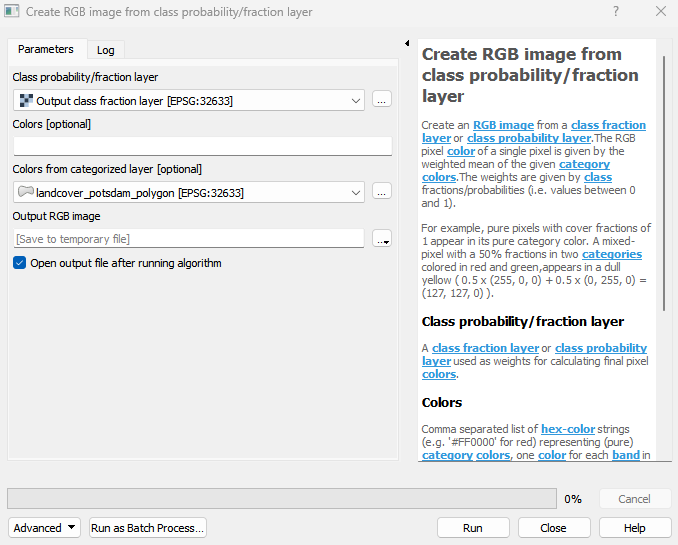 Create RGB image from class probability/fraction layer
?
Parameters
Log
Class probability/fraction layer
Output class fraction layer [EPSG:32633]
...
Colors [optional]
Colors from categorized layer [optional]
landcover_potsdam_polygon [EPSG:32633]
...
Output RGB image
[Save to temporary file]
...
Open output file after running algorithm
Create RGB image from
class probability/fraction
layer
Create an RGB image from a class fraction
layer or class probability layer.The RGB
pixel color of a single pixel is given by the
weighted mean of the given category
colors.The weights are given by class
fractions/probabilities (i.e. values between 0
and 1).
For example, pure pixels with cover fractions of
1 appear in its pure category color. A mixed-
pixel with a 50% fractions in two categories
colored in red and green,appears in a dull
yellow ( 0.5 x (255, 0, 0) + 0.5 x (0, 255, 0) =
(127, 127, 0) ).
Class probability/fraction layer
A class fraction layer or class probability
layer used as weights for calculating final pixel
colors.
Colors
Comma separated list of hex-color strings
(e.g. '#FF0000' for red) representing (pure)
category colors, one color for each band in
0%
Cancel
Advanced
Run as Batch Process...
Run
Close
Help